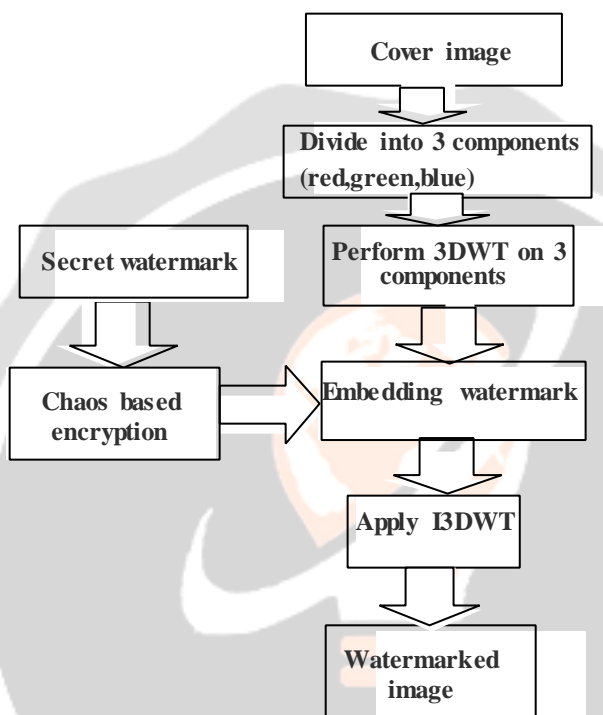 Cover image
Divide into 3 components
(red,green,blue)
Secret watermark
Perform 3DWT on 3
components
Chaos based
encryption
Embedding watermark
Apply I3DWT
Watermarked
image